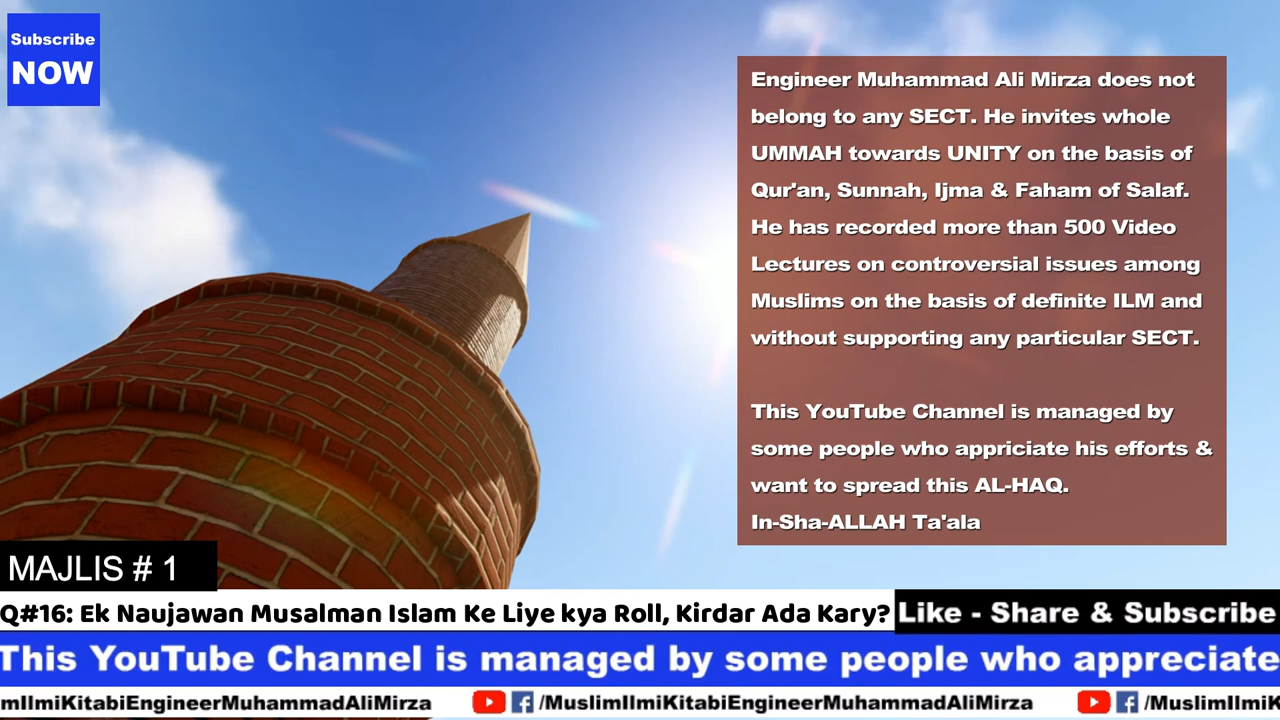 Subscribe
NOW
Engineer Muhammad Ali Mirza does not
belong to any SECT. He invites whole
UMMAH towards UNITY on the basis of
Qur'an, Sunnah, Ijma & Faham of Salaf.
He has recorded more than 500 Video
Lectures on controversial issues among
Muslims on the basis of definite ILM and
without supporting any particular SECT.
This YouTube Channel is managed by
some people who appriciate his efforts &
want to spread this AL-HAQ.
In-Sha-ALLAH Ta'ala
MAJLIS # 1
Q#16: Ek Naujawan Musalman Islam Ke Liye kya Roll, Kirdar Ada Kary?
Like - Share & Subscribe
This YouTube Channel is managed by some people who appreciate
mIlmiKitabiEngineerMuhammadAliMirza /MuslimIlmiKitabiEngineerMuhammadAliMirza /MuslimIlmiK